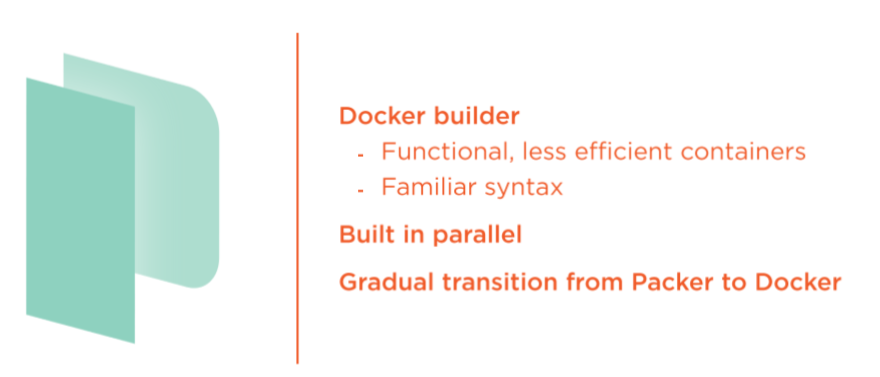 Docker builder
- Functional, less efficient containers
- Familiar syntax
Built in parallel
Gradual transition from Packer to Docker